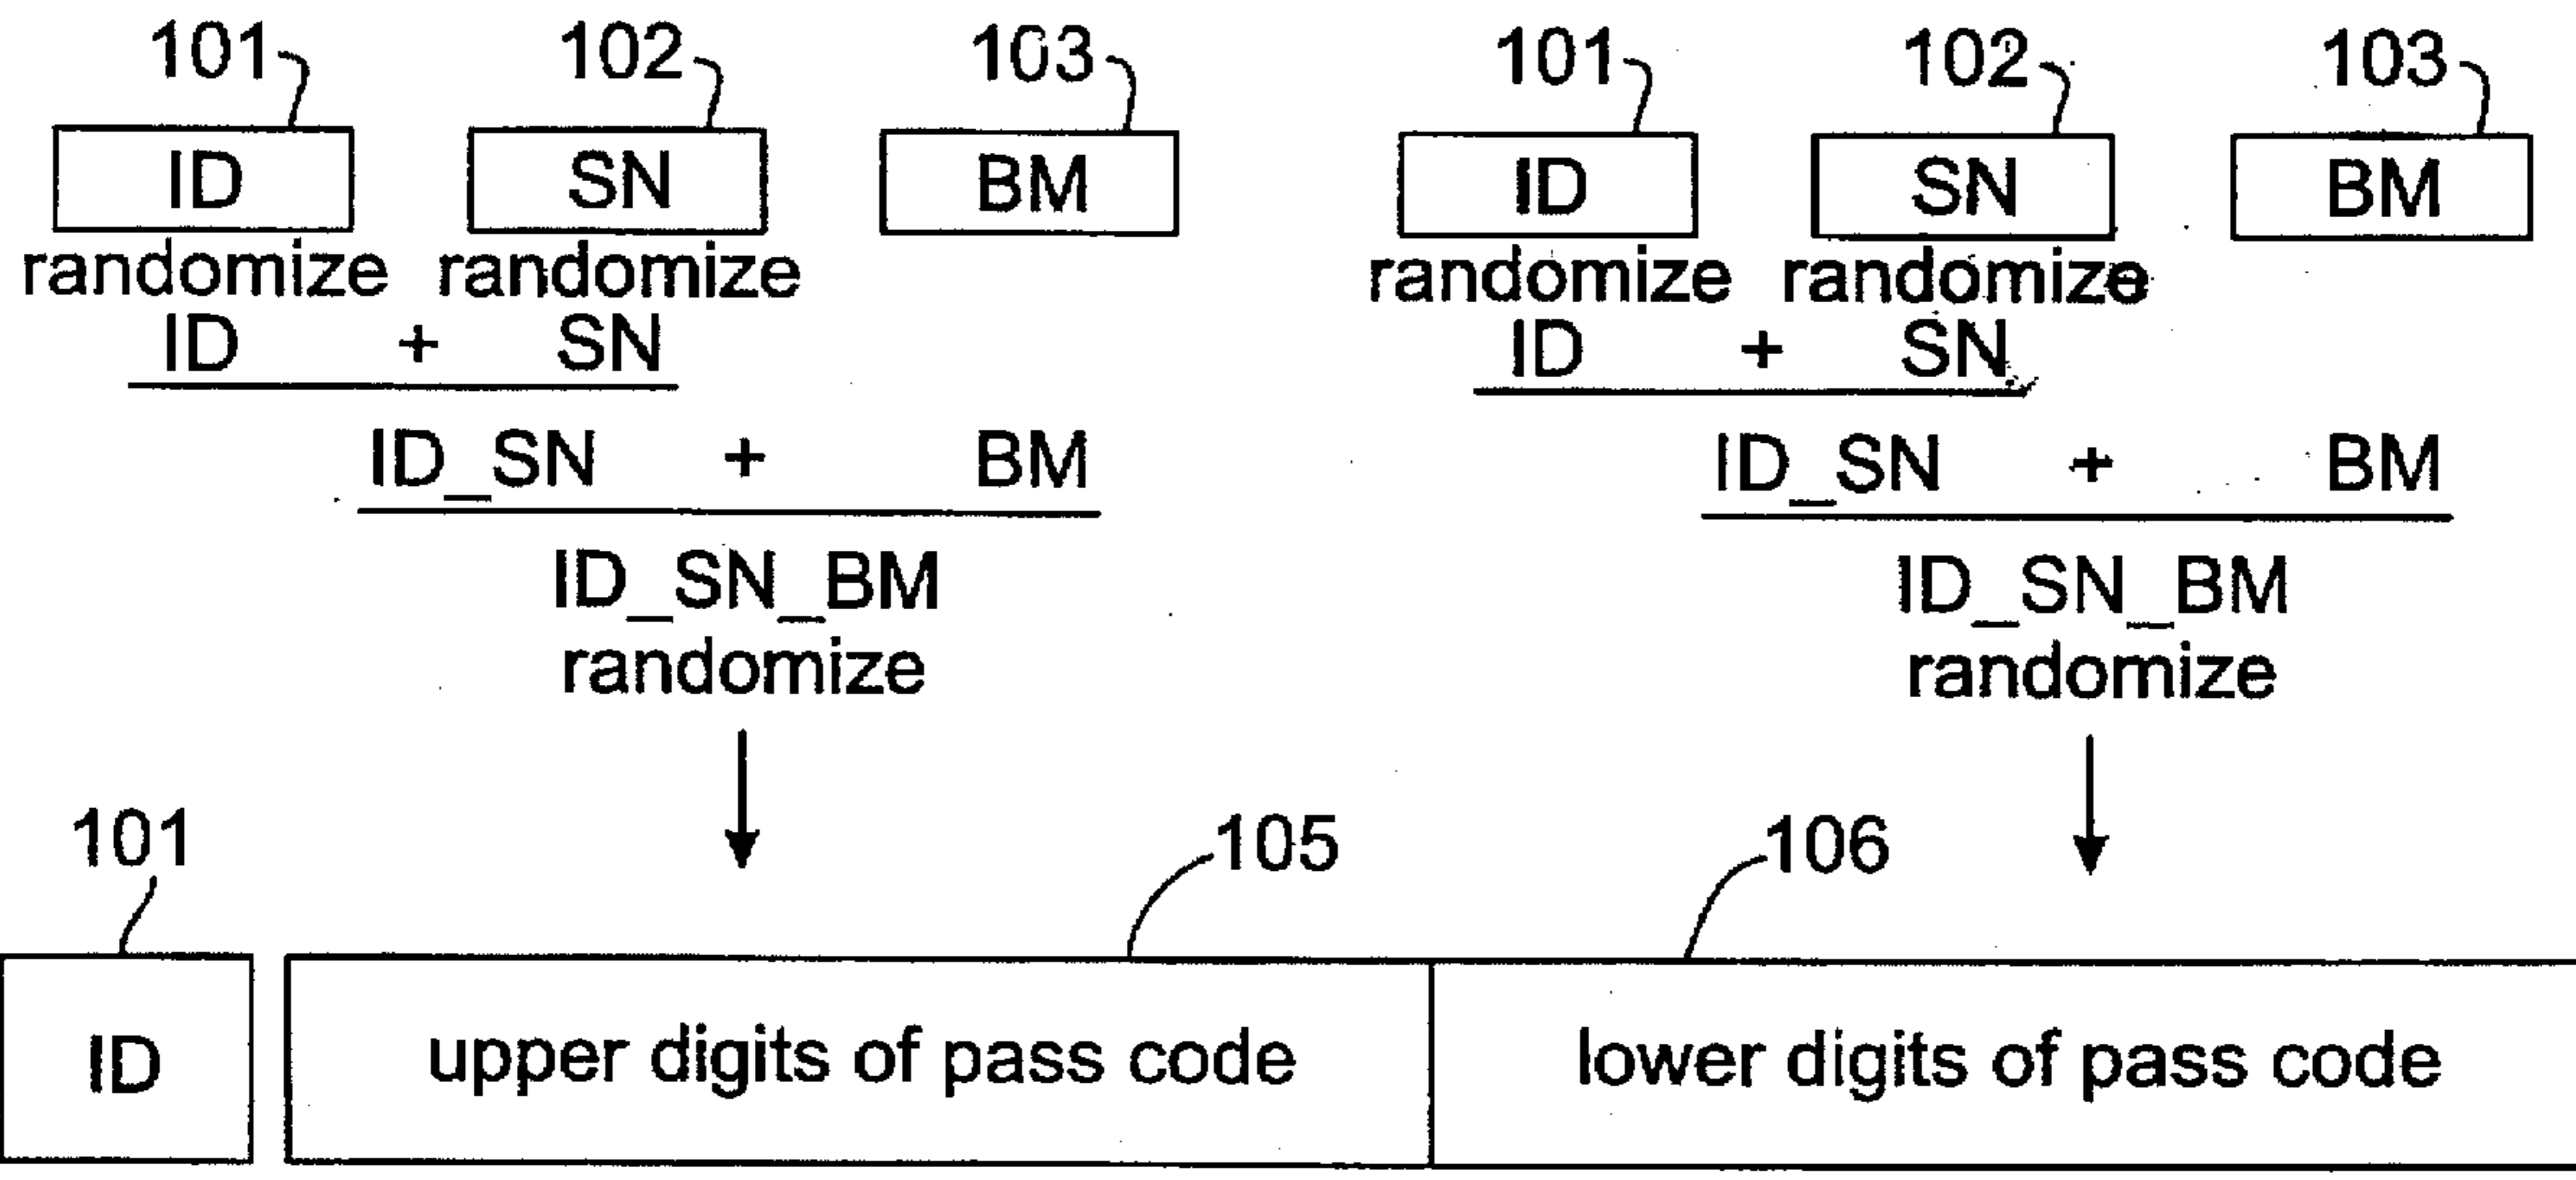 101 102 103 101 102 103
ID SN BM ID SN BM
randomize randomize randomize randomize
ID + SN ID + SN
ID_SN + BM ID_SN + BM
ID_SN_BM ID_SN_BM
randomize randomize
101 105 106
ID upper digits of pass code lower digits of pass code